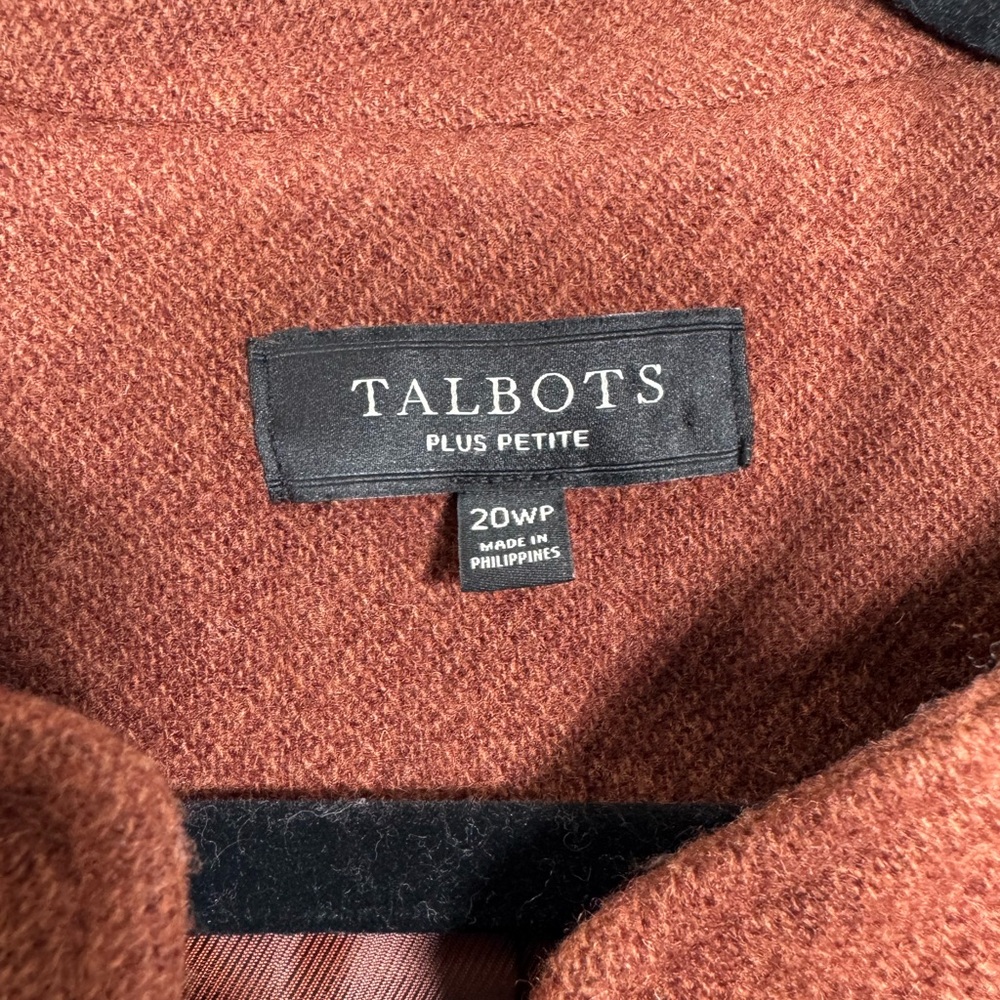 TALBOTS
PLUS PETITE
20WP
MADE IN
PHILIPPINES